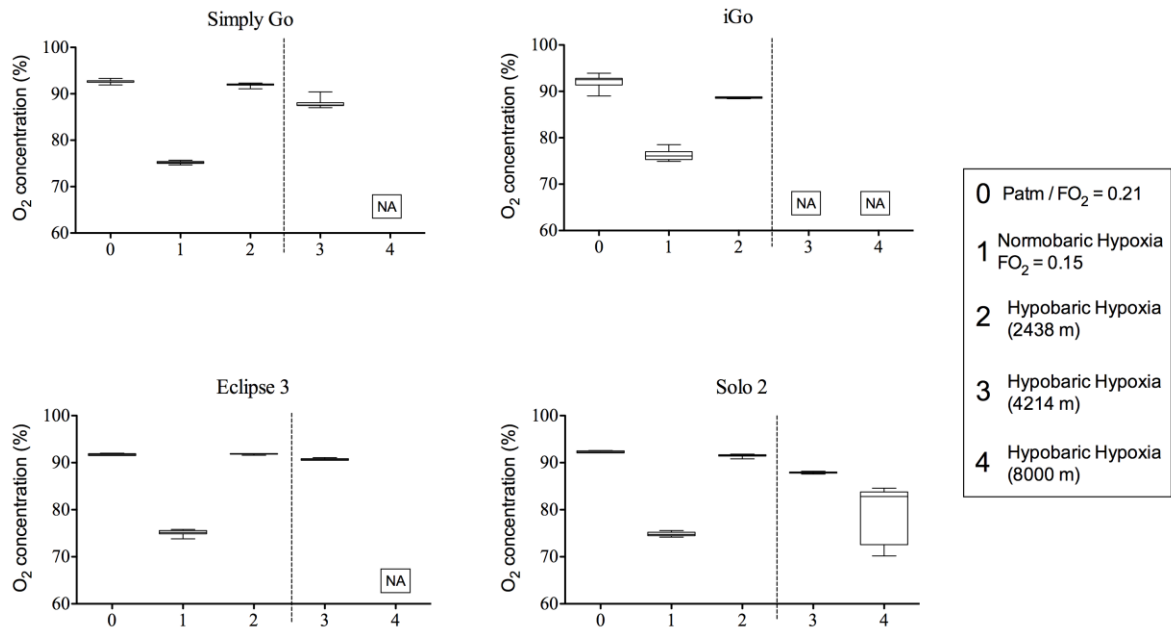 Simply Go
O₂ concentration (%)
100
90
80
70
60
NA
0 1 2 3 4
iGo
O₂ concentration (%)
100
90
80
70
60
NA NA
0 1 2 3 4
Eclipse 3
O₂ concentration (%)
100
90
80
70
60
NA
0 1 2 3 4
Solo 2
O₂ concentration (%)
100
90
80
70
60
0 1 2 3 4
0 Patm / FO₂ = 0.21
1 Normobaric Hypoxia
FO₂ = 0.15
2 Hypobaric Hypoxia
(2438 m)
3 Hypobaric Hypoxia
(4214 m)
4 Hypobaric Hypoxia
(8000 m)